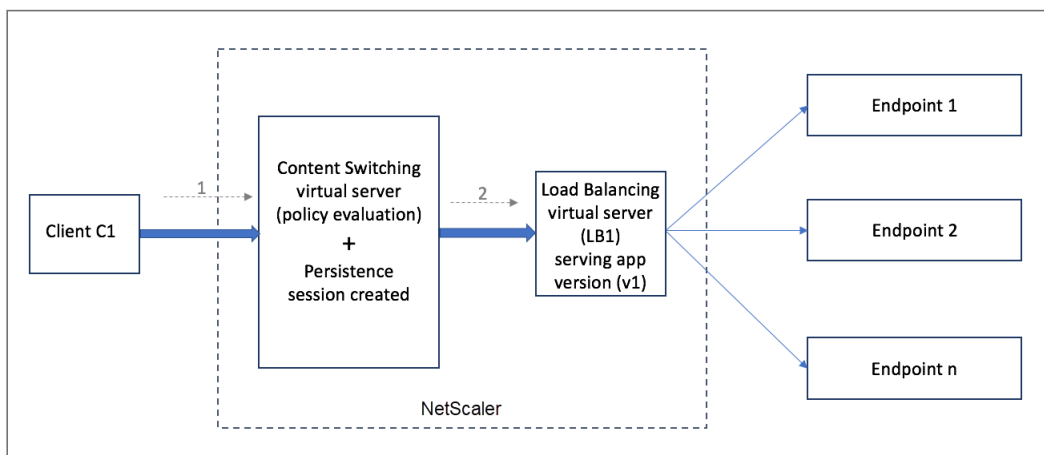 Client C1
1
Content Switching
virtual server
(policy evaluation)
+
Persistence
session created
2
Load Balancing
virtual server
(LB1)
serving app
version (v1)
NetScaler
Endpoint 1
Endpoint 2
Endpoint n